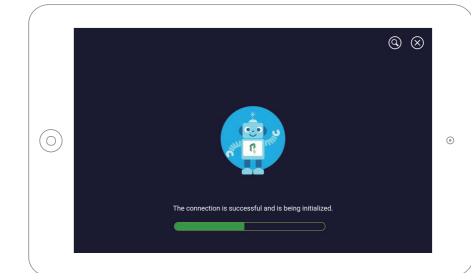 The connection is successful and is being initialized.